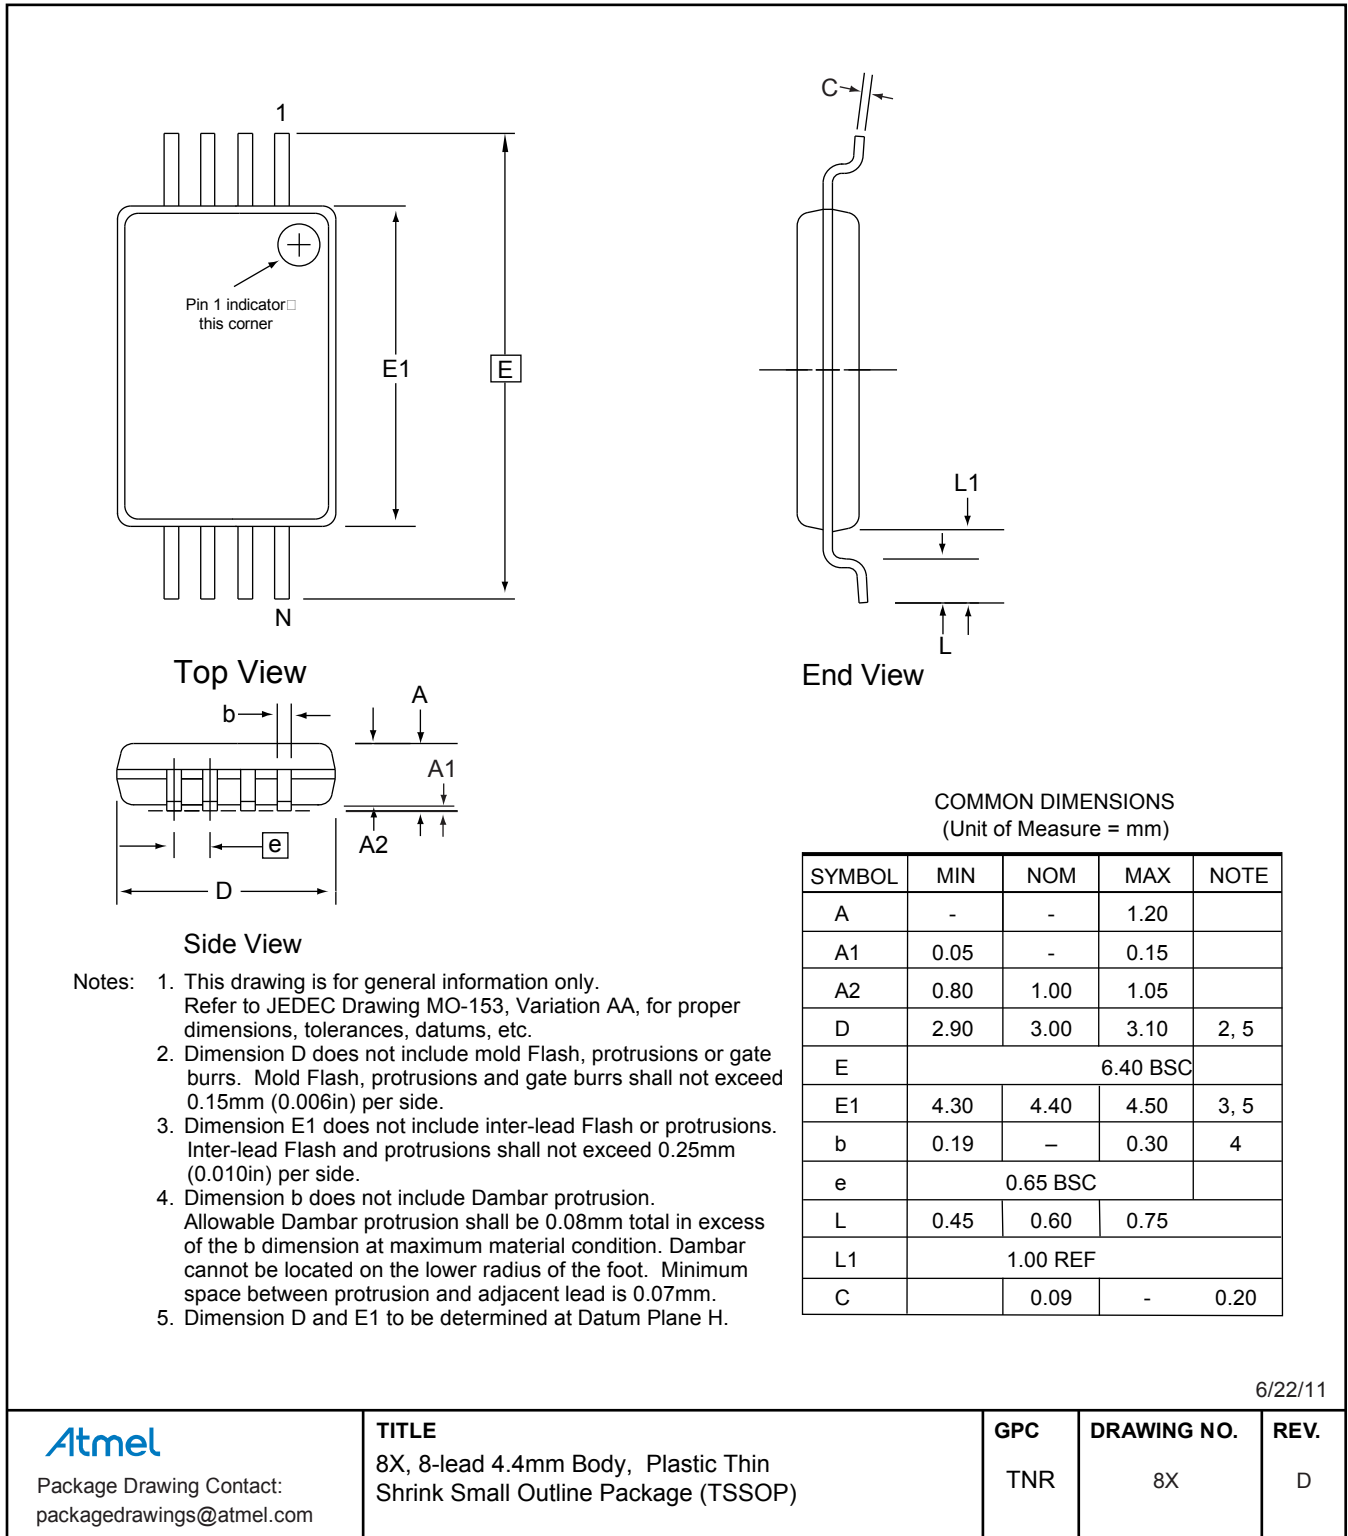 1
C
Pin 1 indicator□
this corner
E1
E
L1
N
L
Top View
End View
A
b
A1
e
A2
D
Side View
COMMON DIMENSIONS
(Unit of Measure = mm)
SYMBOL MIN NOM MAX NOTE
A - - 1.20
A1 0.05 - 0.15
A2 0.80 1.00 1.05
D 2.90 3.00 3.10 2, 5
E 6.40 BSC
E1 4.30 4.40 4.50 3, 5
b 0.19 – 0.30 4
e 0.65 BSC
L 0.45 0.60 0.75
L1 1.00 REF
C 0.09 - 0.20
Notes: 1. This drawing is for general information only.
Refer to JEDEC Drawing MO-153, Variation AA, for proper
dimensions, tolerances, datums, etc.
2. Dimension D does not include mold Flash, protrusions or gate
burrs. Mold Flash, protrusions and gate burrs shall not exceed
0.15mm (0.006in) per side.
3. Dimension E1 does not include inter-lead Flash or protrusions.
Inter-lead Flash and protrusions shall not exceed 0.25mm
(0.010in) per side.
4. Dimension b does not include Dambar protrusion.
Allowable Dambar protrusion shall be 0.08mm total in excess
of the b dimension at maximum material condition. Dambar
cannot be located on the lower radius of the foot. Minimum
space between protrusion and adjacent lead is 0.07mm.
5. Dimension D and E1 to be determined at Datum Plane H.
6/22/11
Atmel
Package Drawing Contact:
packagedrawings@atmel.com
TITLE
8X, 8-lead 4.4mm Body, Plastic Thin
Shrink Small Outline Package (TSSOP)
GPC
TNR
DRAWING NO.
8X
REV.
D